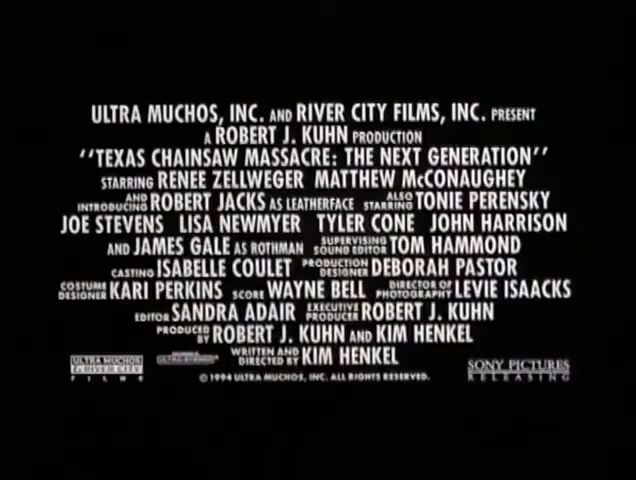 ULTRA MUCHOS, INC. AND RIVER CITY FILMS, INC. PRESENT
A ROBERT J. KUHN PRODUCTION
"TEXAS CHAINSAW MASSACRE: THE NEXT GENERATION"
STARRING RENEE ZELLWEGER MATTHEW McCONAUGHEY
AND INTRODUCING ROBERT JACKS AS LEATHERFACE ALSO STARRING TONIE PERENSKY
JOE STEVENS LISA NEWMYER TYLER CONE JOHN HARRISON
AND JAMES GALE AS ROTHMAN SUPERVISING SOUND EDITOR TOM HAMMOND
CASTING ISABELLE COULET PRODUCTION DESIGNER DEBORAH PASTOR
COSTUME DESIGNER KARI PERKINS SCORE WAYNE BELL DIRECTOR OF PHOTOGRAPHY LEVIE ISAACKS
EDITOR SANDRA ADAIR EXECUTIVE PRODUCER ROBERT J. KUHN
PRODUCED BY ROBERT J. KUHN AND KIM HENKEL
WRITTEN AND DIRECTED BY KIM HENKEL
ULTRA MUCHOS
& RIVER CITY
FILMS
SONY PICTURES
RELEASING
© 1994 ULTRA MUCHOS, INC. ALL RIGHTS RESERVED.